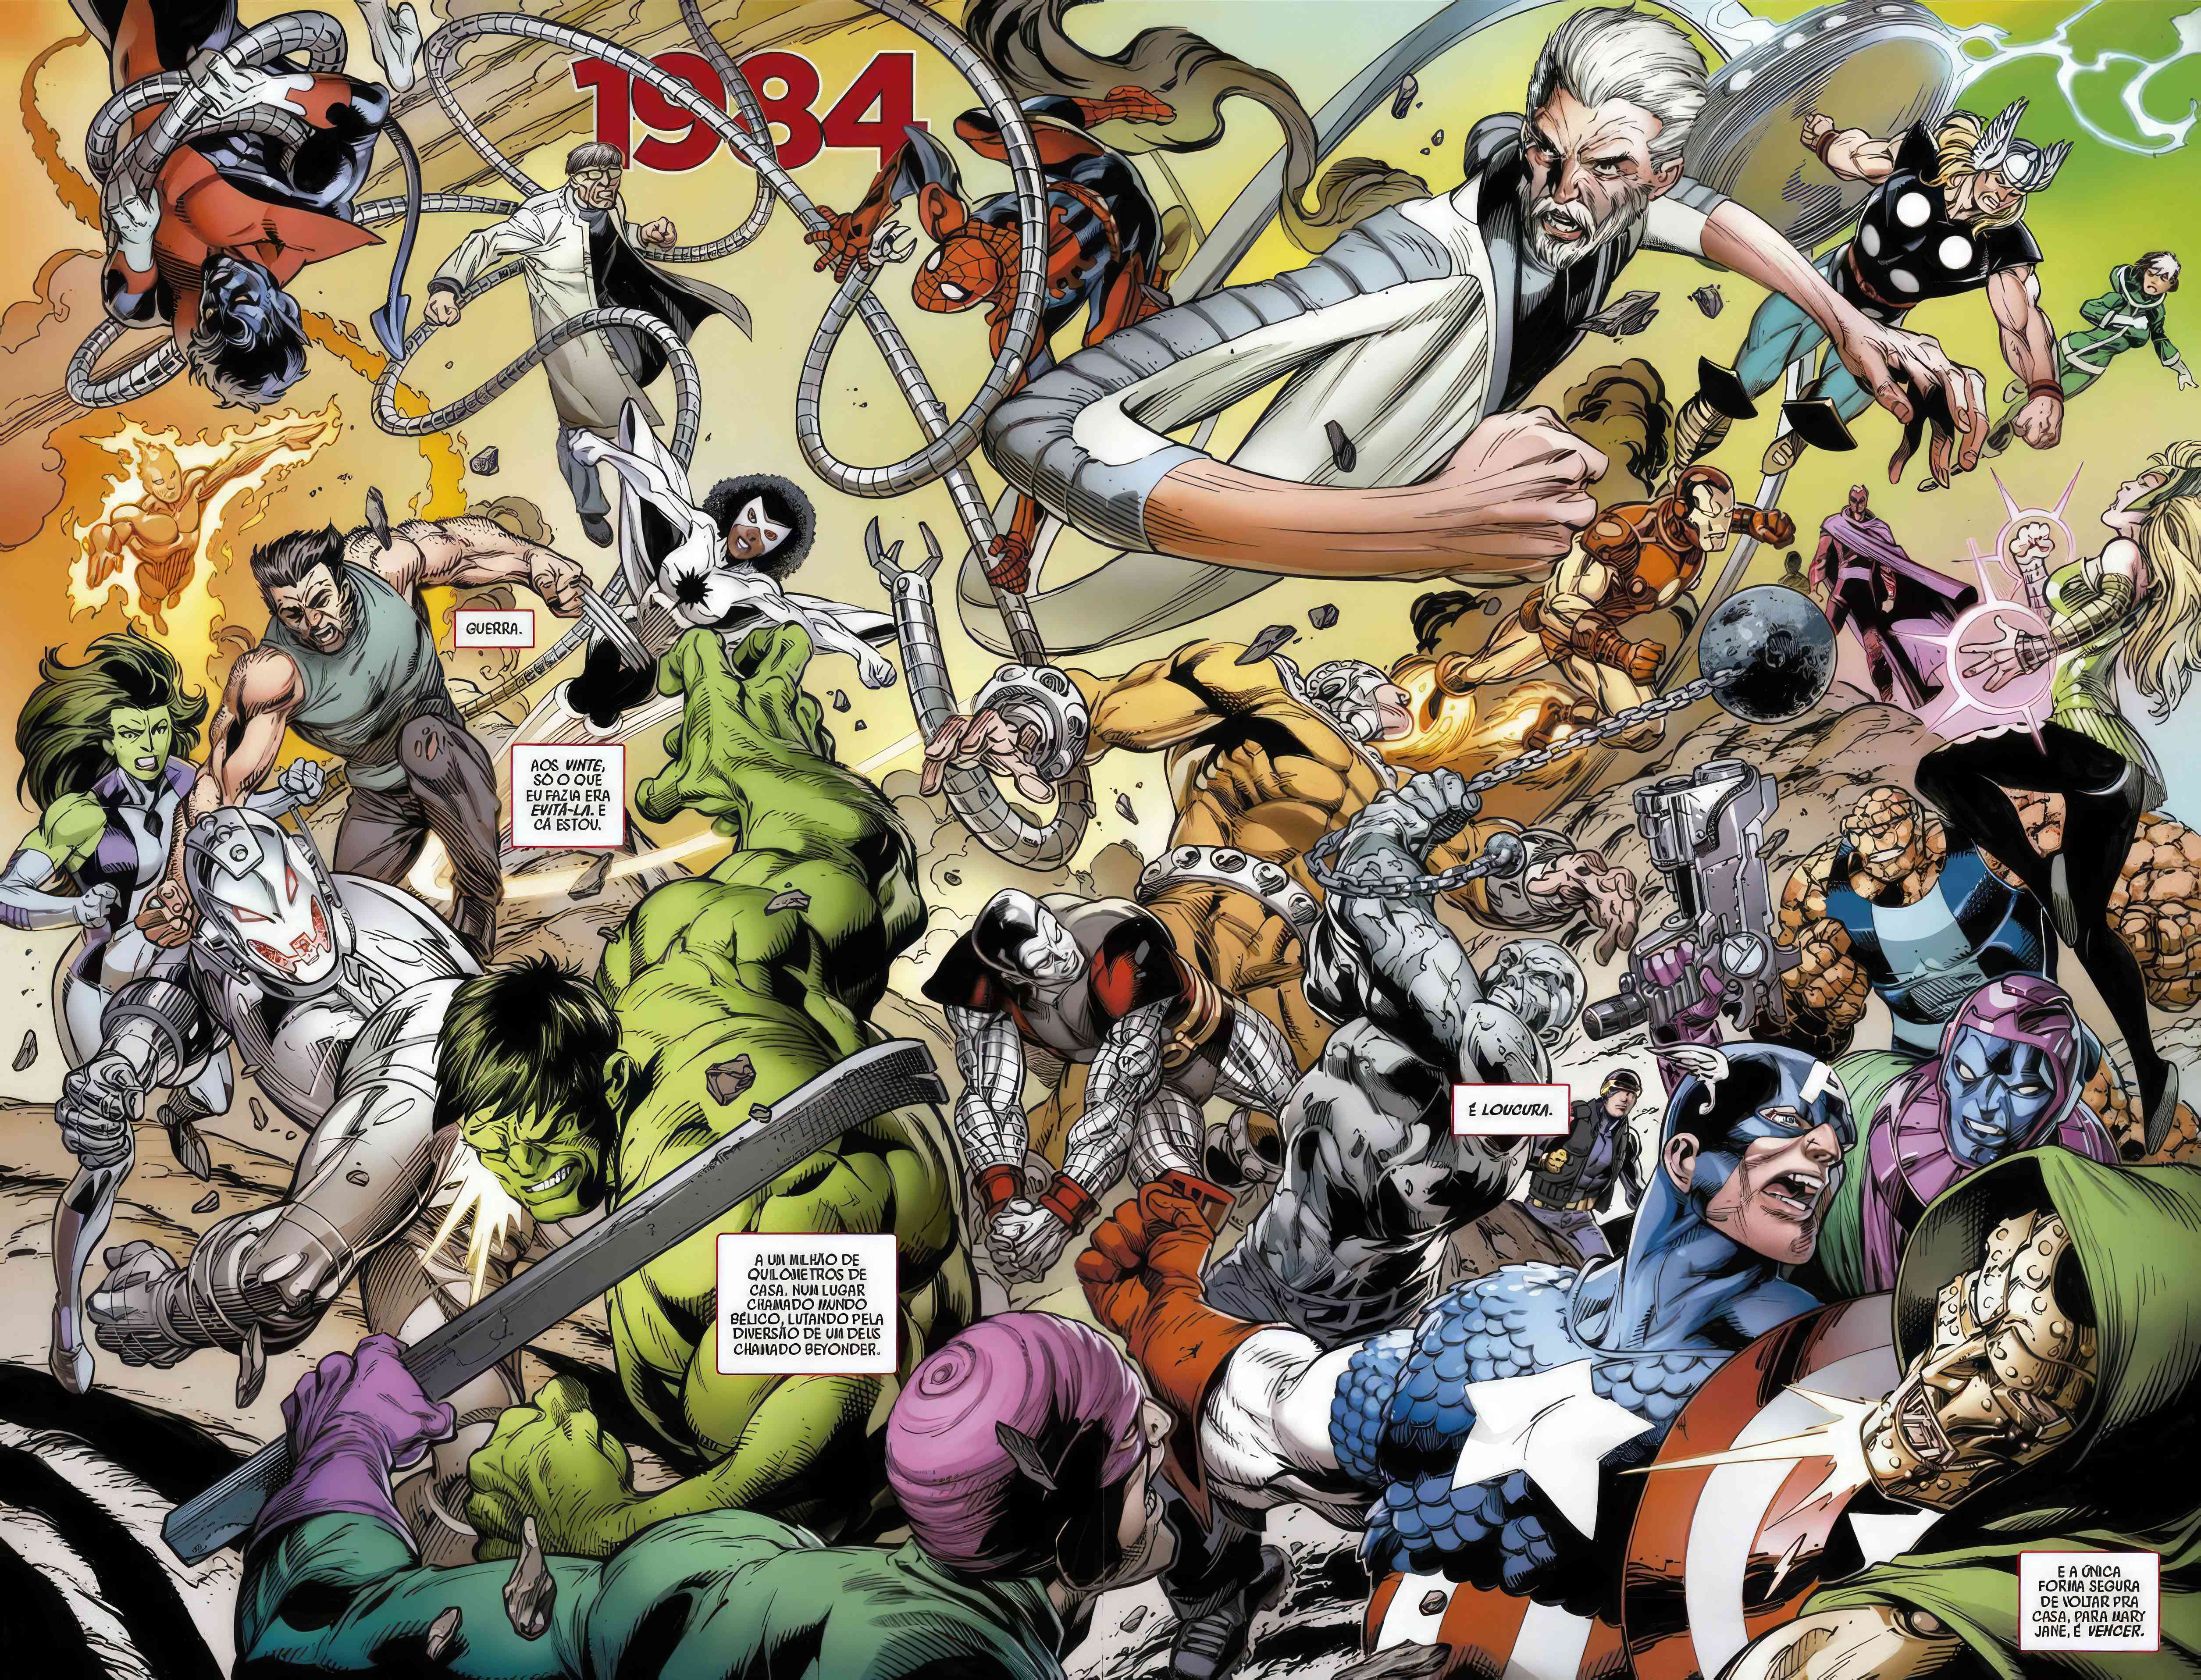 1984
GUERRA.
AOS VINTE,
SÓ O QUE
EU FAZIA ERA
EVITÁ-LA. E
CÁ ESTOU.
É LOUCURA.
A UM MILHÃO DE
QUILÔMETROS DE
CASA. NUM LUGAR
CHAMADO MUNDO
BÉLICO, LUTANDO PELA
DIVERSÃO DE UM DEUS
CHAMADO BEYONDER.
E A ÚNICA
FORMA SEGURA
DE VOLTAR PRA
CASA, PARA MARY
JANE, É VENCER.